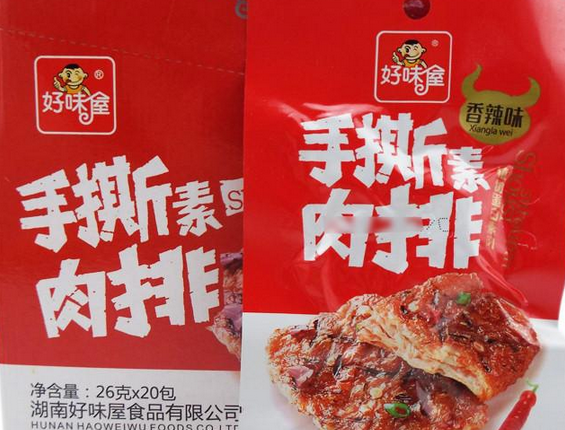 好味屋®
手撕素
肉排
净含量：26克x20包
湖南好味屋食品有限公司
HUNAN HAOWEIWU FOODS CO.LTD
好味屋®
香辣味
Xiangla wei
手撕素
肉排